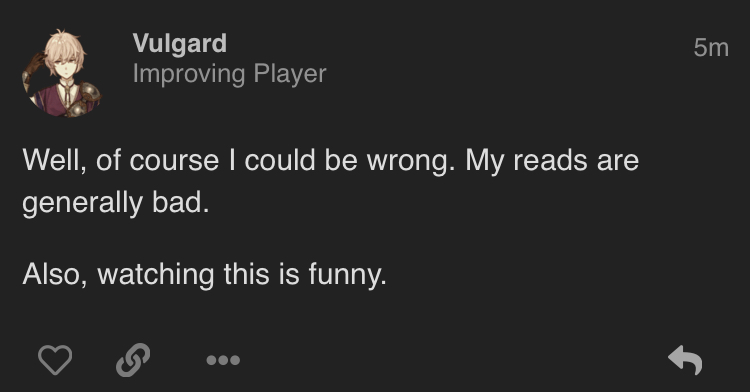 Vulgard
5m
Improving Player
Well, of course I could be wrong. My reads are
generally bad.
Also, watching this is funny.